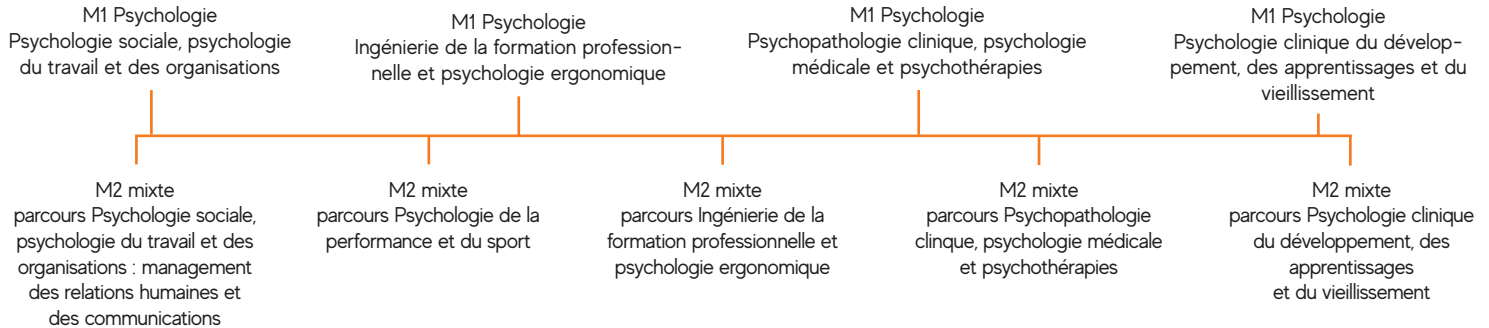 M1 Psychologie
Psychologie sociale, psychologie
du travail et des organisations
M1 Psychologie
Ingénierie de la formation profession-
nelle et psychologie ergonomique
M1 Psychologie
Psychopathologie clinique, psychologie
médicale et psychothérapies
M1 Psychologie
Psychologie clinique du dévelop-
pement, des apprentissages et du
vieillissement
M2 mixte
parcours Psychologie sociale,
psychologie du travail et des
organisations : management
des relations humaines et
des communications
M2 mixte
parcours Psychologie de la
performance et du sport
M2 mixte
parcours Ingénierie de la
formation professionnelle et
psychologie ergonomique
M2 mixte
parcours Psychopathologie
clinque, psychologie médicale
et psychothérapies
M2 mixte
parcours Psychologie clinique
du développement, des
apprentissages
et du vieillissement